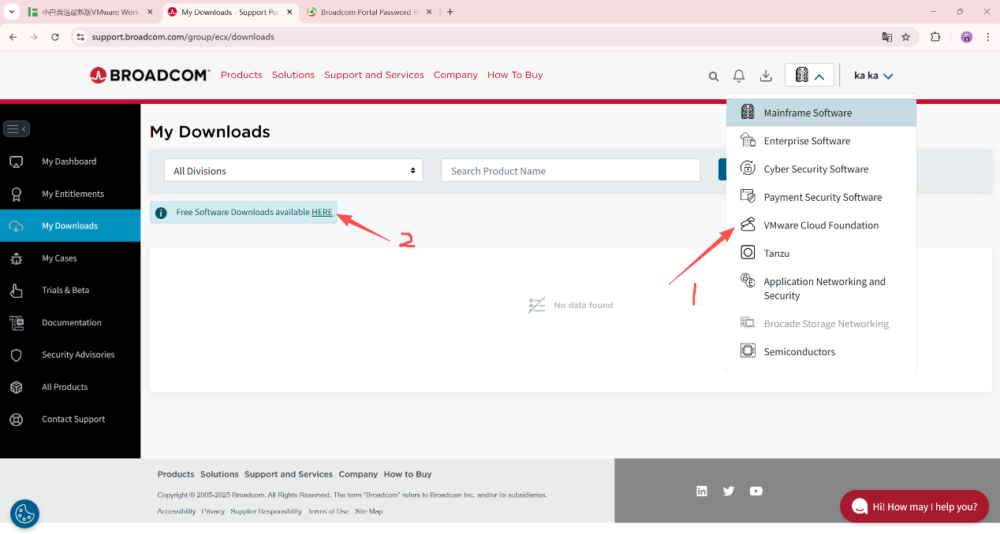 小白首选最新版VMware Work
My Downloads - Support Por
Broadcom Portal Password R
support.broadcom.com/group/ecx/downloads
BROADCOM
Products
Solutions
Support and Services
Company
How To Buy
ka ka
Mainframe Software
Enterprise Software
Cyber Security Software
Payment Security Software
VMware Cloud Foundation
Tanzu
Application Networking and
Security
Brocade Storage Networking
Semiconductors
My Dashboard
My Entitlements
My Downloads
My Cases
Trials & Beta
Documentation
Security Advisories
All Products
Contact Support
My Downloads
All Divisions
Search Product Name
Free Software Downloads available HERE
2
1
No data found
Products Solutions Support and Services Company How to Buy
Copyright © 2005-2025 Broadcom. All Rights Reserved. The term “Broadcom” refers to Broadcom Inc. and/or its subsidiaries.
Accessibility Privacy Supplier Responsibility Terms of Use Site Map
Hi! How may I help you?